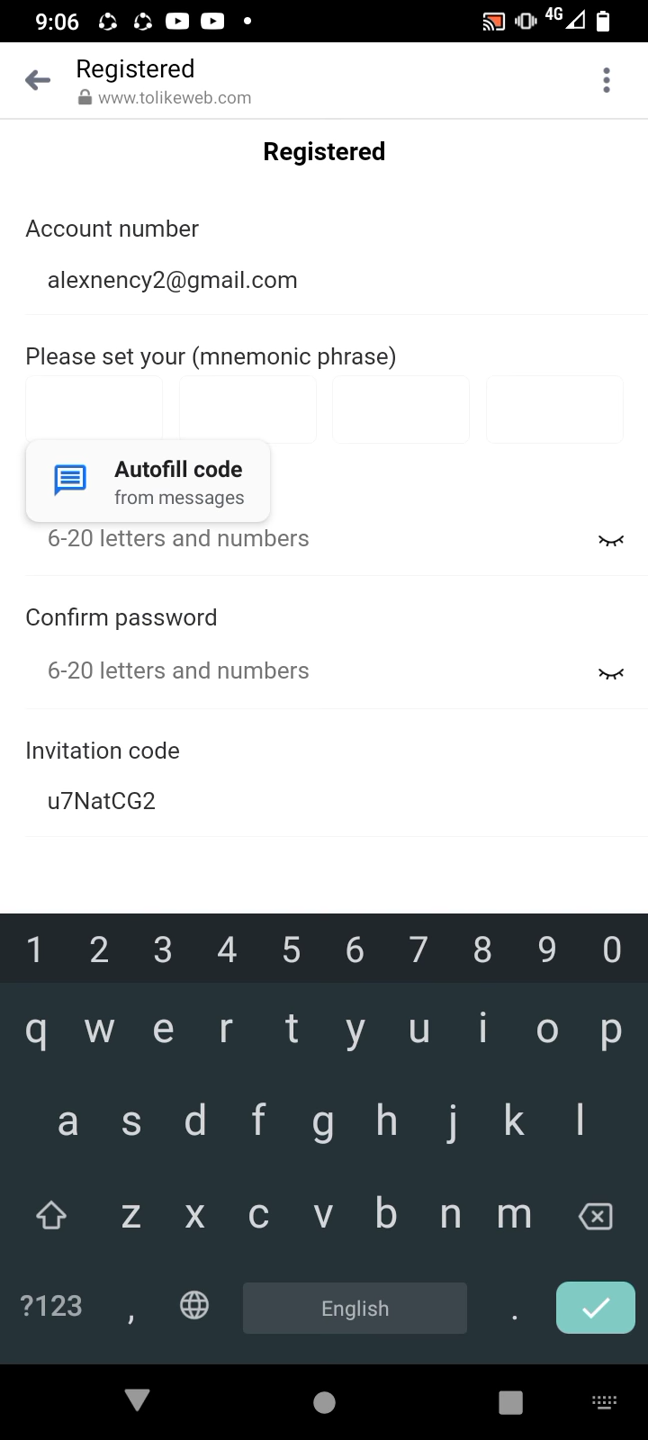 9:06
4G
Registered
www.tolikeweb.com
Registered
Account number
alexnency2@gmail.com
Please set your (mnemonic phrase)
Autofill code
from messages
6-20 letters and numbers
Confirm password
6-20 letters and numbers
Invitation code
u7NatCG2
1 2 3 4 5 6 7 8 9 0
q w e r t y u i o p
a s d f g h j k l
z x c v b n m
?123 , English .